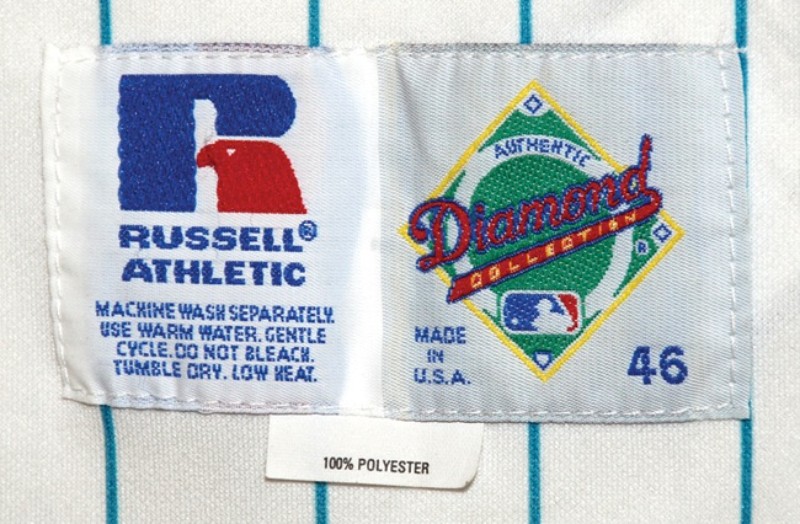 RUSSELL®
ATHLETIC
MACHINE WASH SEPARATELY.
USE WARM WATER. GENTLE
CYCLE. DO NOT BLEACH.
TUMBLE DRY. LOW HEAT.
AUTHENTIC
Diamond
COLLECTION
®
MADE
IN
U.S.A.
46
100% POLYESTER